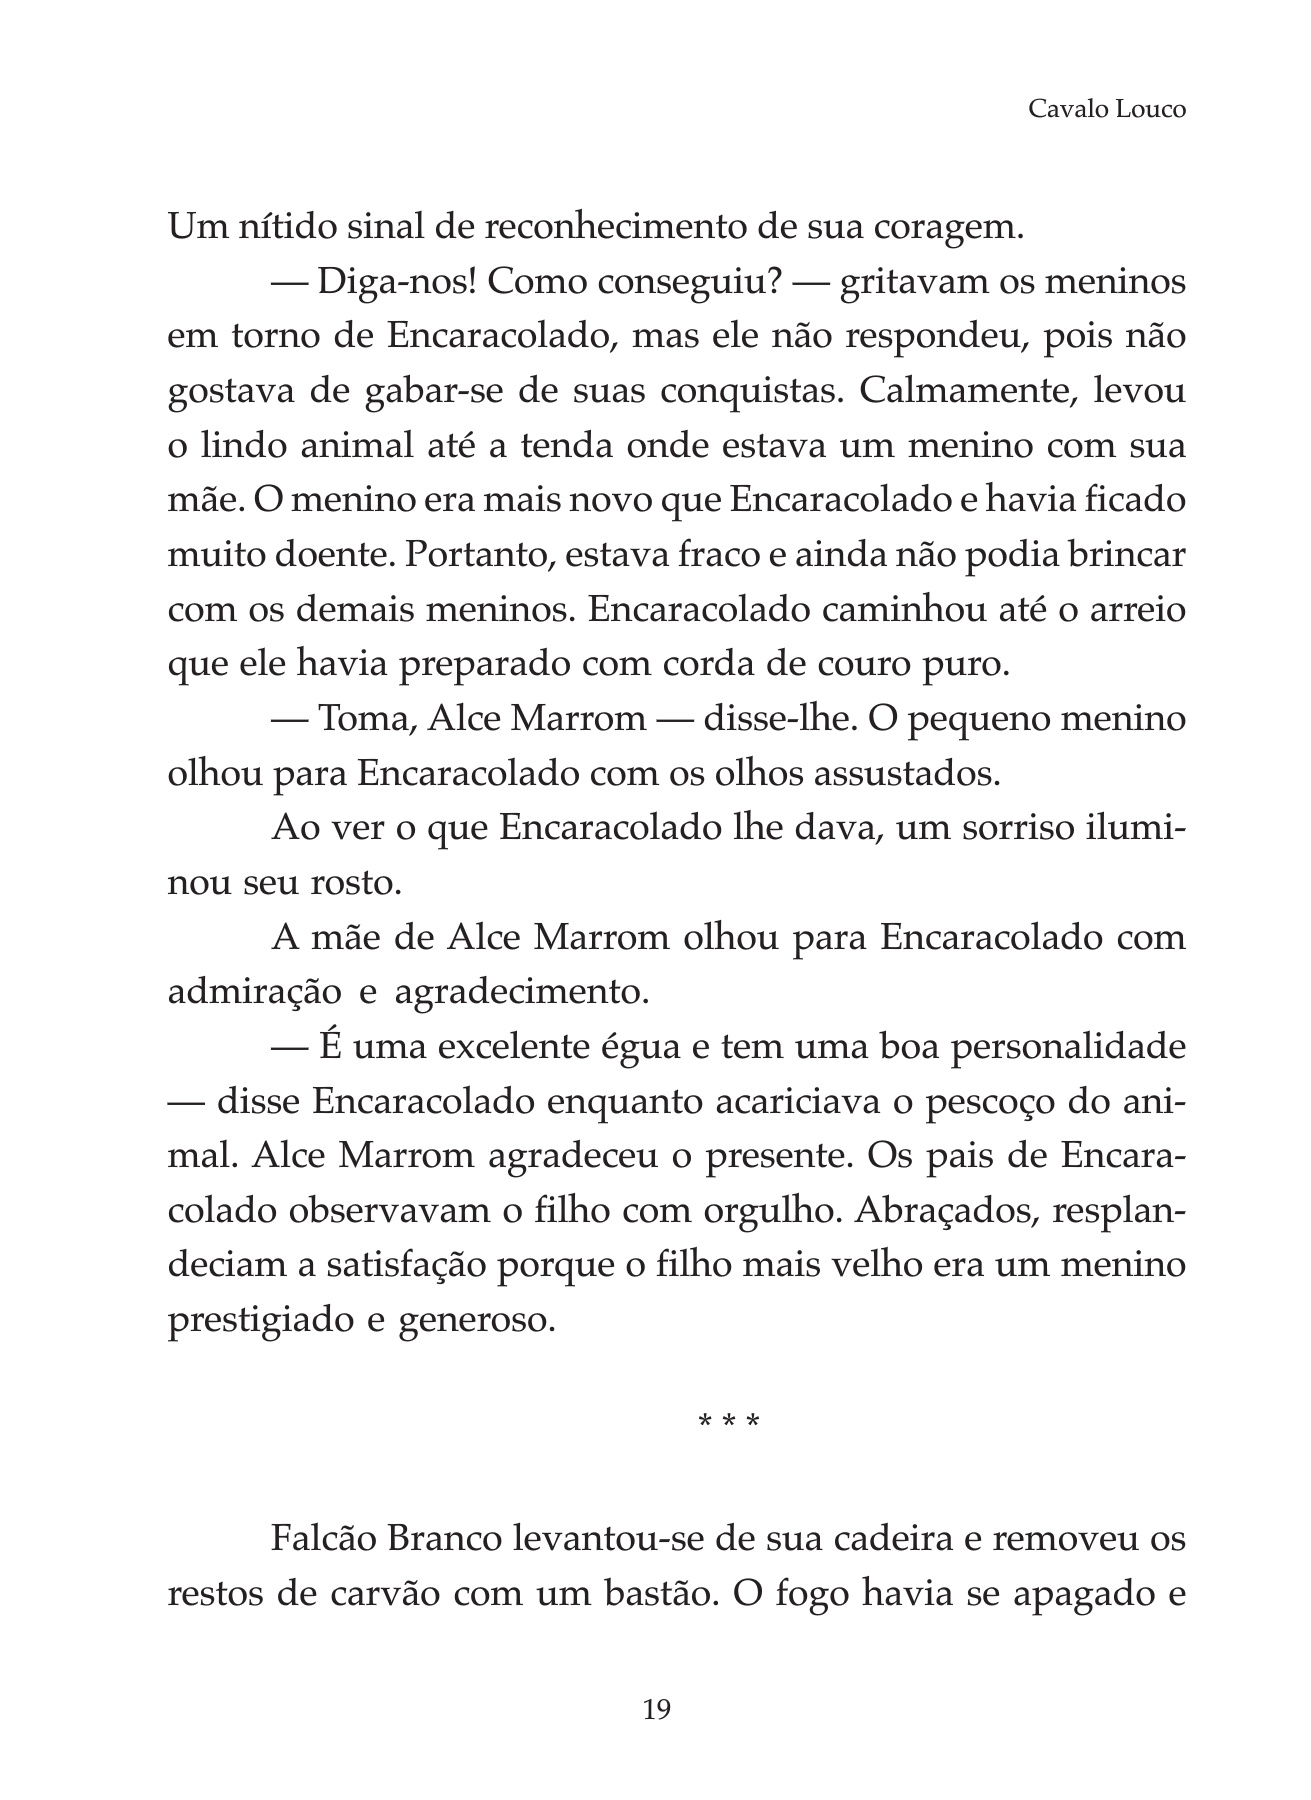 Cavalo Louco
Um nítido sinal de reconhecimento de sua coragem.
— Diga-nos! Como conseguiu? — gritavam os meninos
em torno de Encaracolado, mas ele não respondeu, pois não
gostava de gabar-se de suas conquistas. Calmamente, levou
o lindo animal até a tenda onde estava um menino com sua
mãe. O menino era mais novo que Encaracolado e havia ficado
muito doente. Portanto, estava fraco e ainda não podia brincar
com os demais meninos. Encaracolado caminhou até o arreio
que ele havia preparado com corda de couro puro.
— Toma, Alce Marrom — disse-lhe. O pequeno menino
olhou para Encaracolado com os olhos assustados.
Ao ver o que Encaracolado lhe dava, um sorriso ilumi-
nou seu rosto.
A mãe de Alce Marrom olhou para Encaracolado com
admiração e agradecimento.
— É uma excelente égua e tem uma boa personalidade
— disse Encaracolado enquanto acariciava o pescoço do ani-
mal. Alce Marrom agradeceu o presente. Os pais de Encara-
colado observavam o filho com orgulho. Abraçados, resplan-
deciam a satisfação porque o filho mais velho era um menino
prestigiado e generoso.
* * *
Falcão Branco levantou-se de sua cadeira e removeu os
restos de carvão com um bastão. O fogo havia se apagado e
19